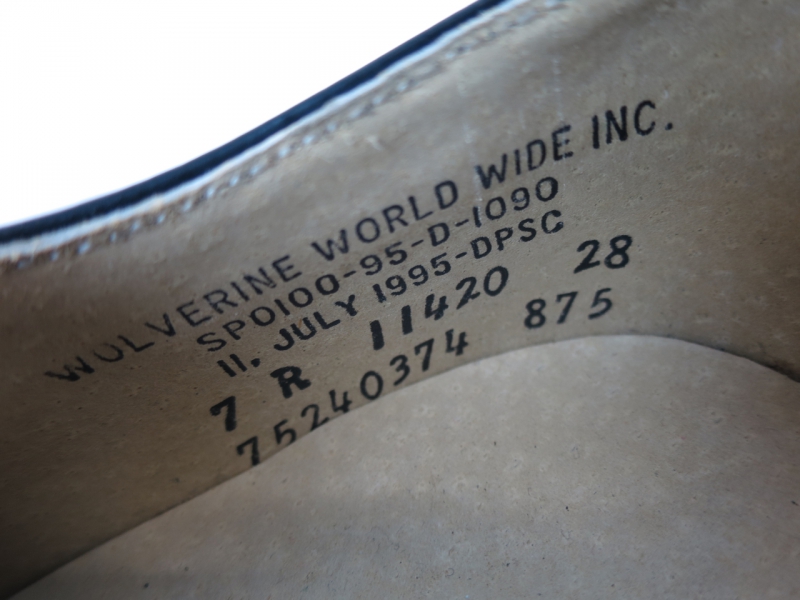 WOLVERINE WORLD WIDE INC.
SP0100-95-D-1090
11. JULY 1995-DPSC
7 R 11420 28
75240374 875